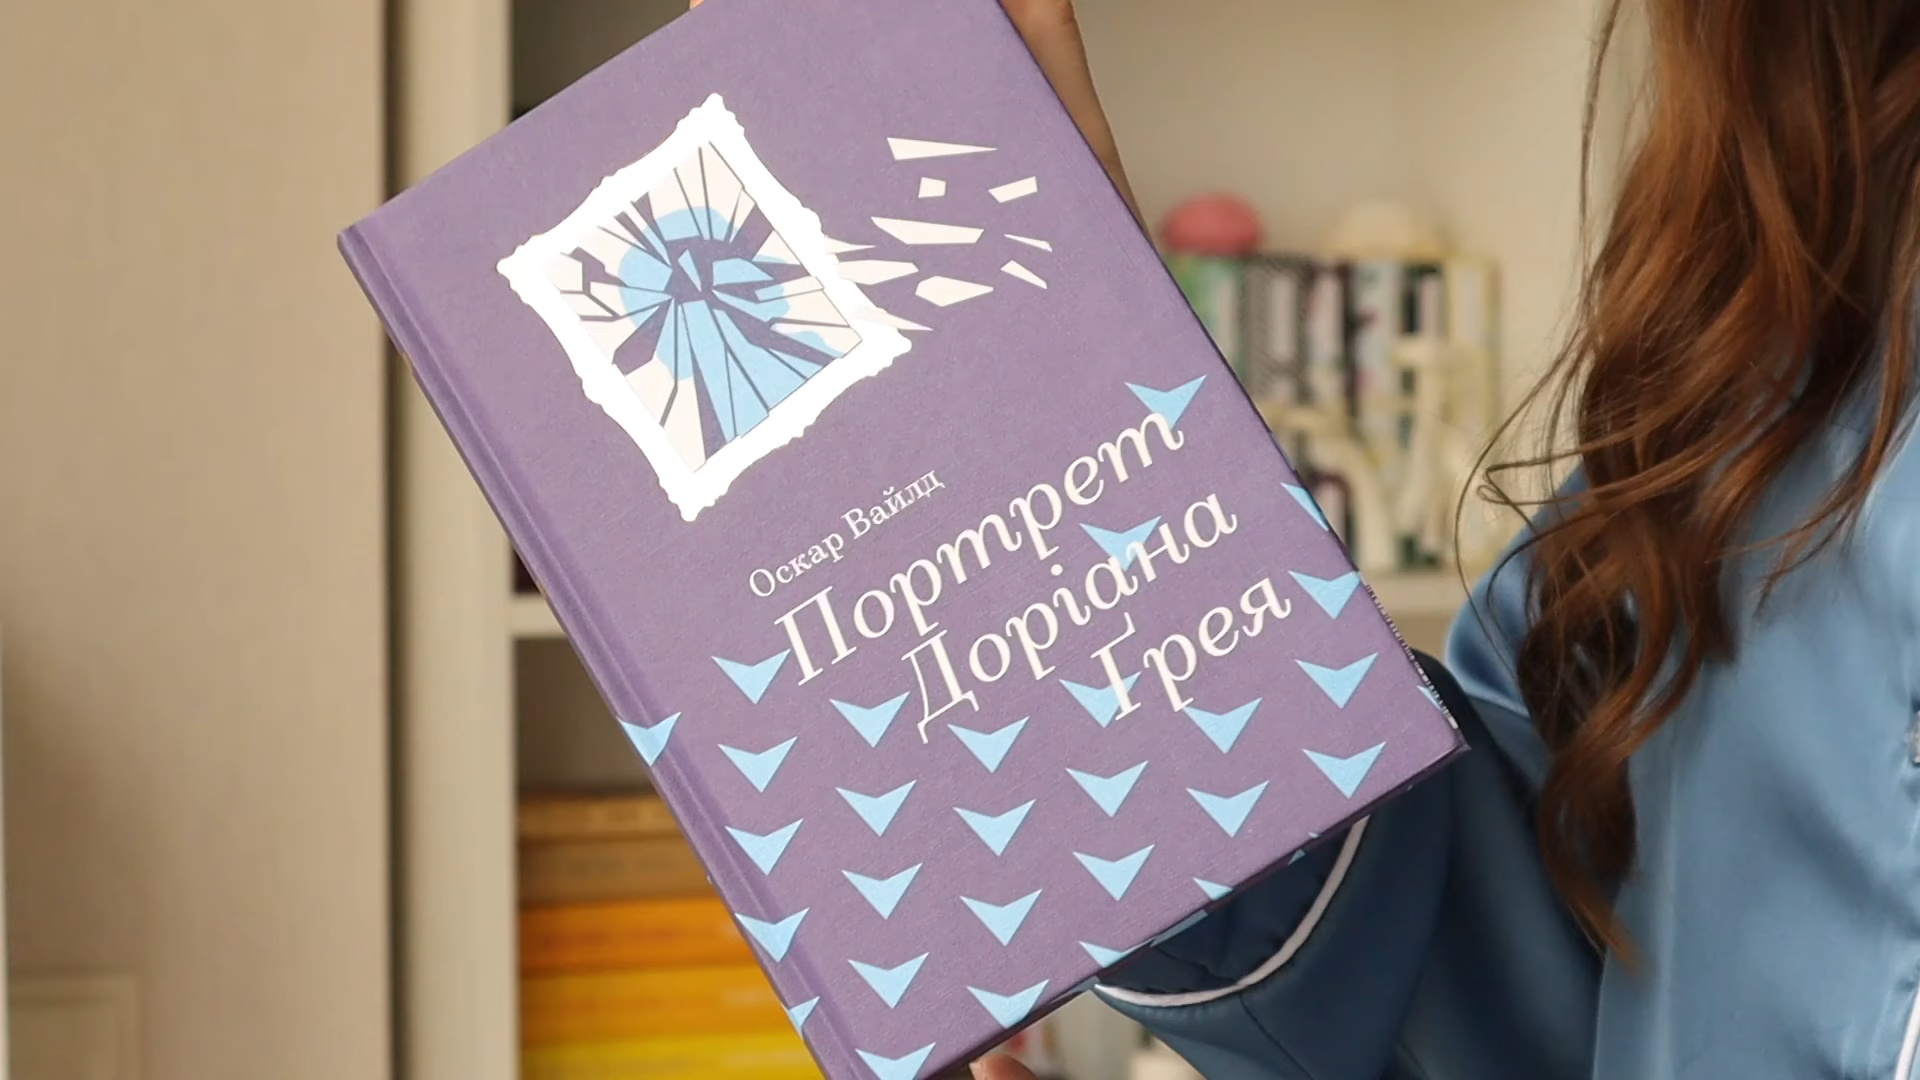 Оскар Вайлд
Портрет
Доріана
Ґрея